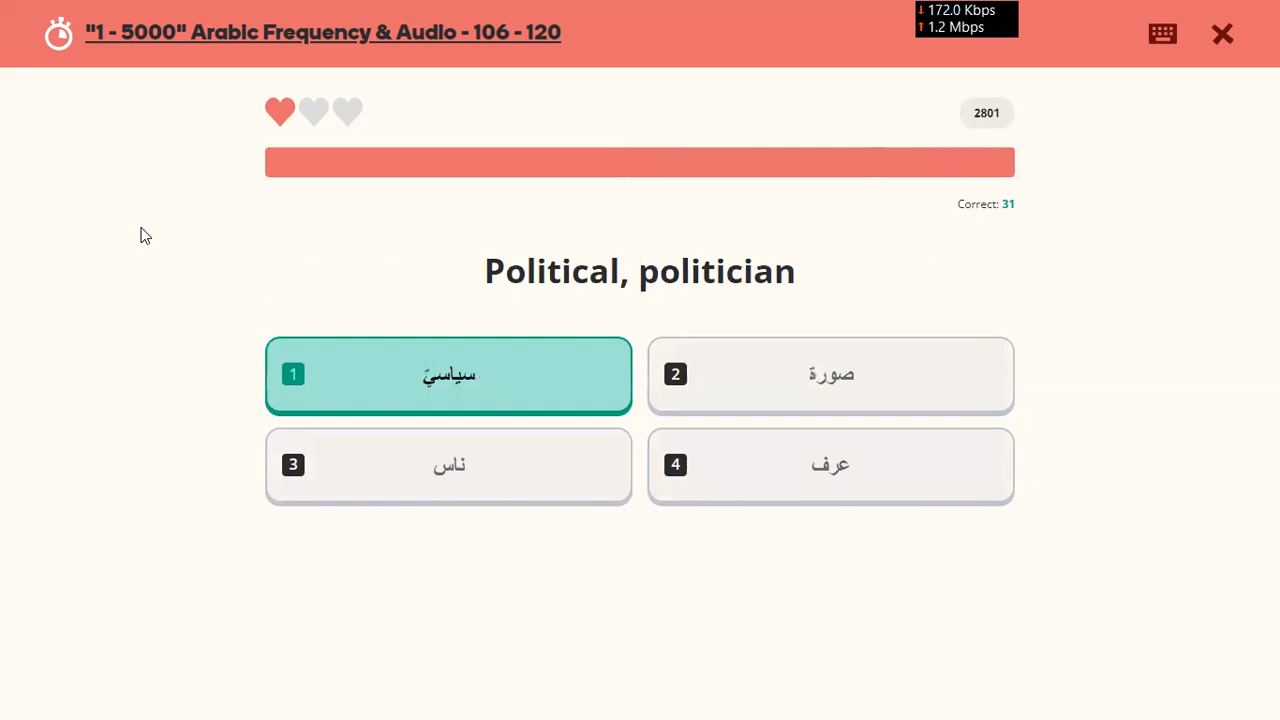 "1 - 5000" Arabic Frequency & Audio - 106 - 120
↓ 172.0 Kbps
↑ 1.2 Mbps
2801
Correct: 31
Political, politician
1 سياسيّ
2 صورة
3 ناس
4 عرف